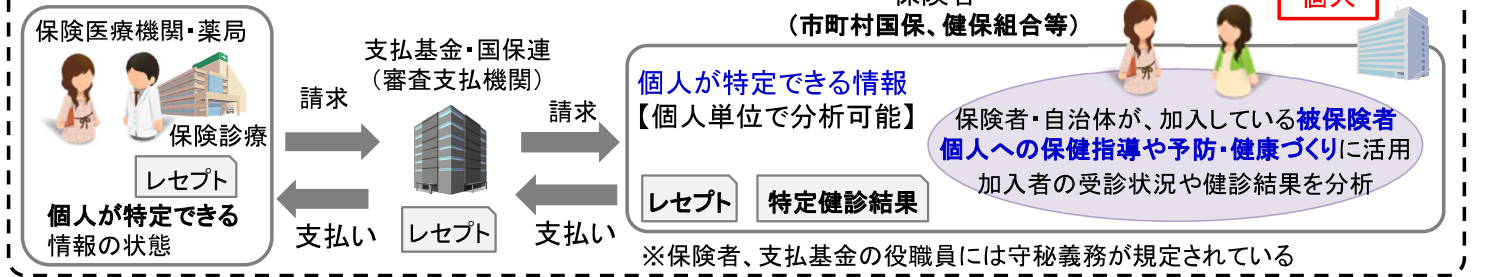 保険者
個人
(市町村国保、健保組合等)
保険医療機関・薬局
保険診療
レセプト
個人が特定できる
情報の状態
請求
支払い
支払基金・国保連
(審査支払機関)
レセプト
請求
支払い
個人が特定できる情報
【個人単位で分析可能】
レセプト
特定健診結果
保険者・自治体が、加入している被保険者
個人への保健指導や予防・健康づくりに活用
加入者の受診状況や健診結果を分析
※保険者、支払基金の役職員には守秘義務が規定されている